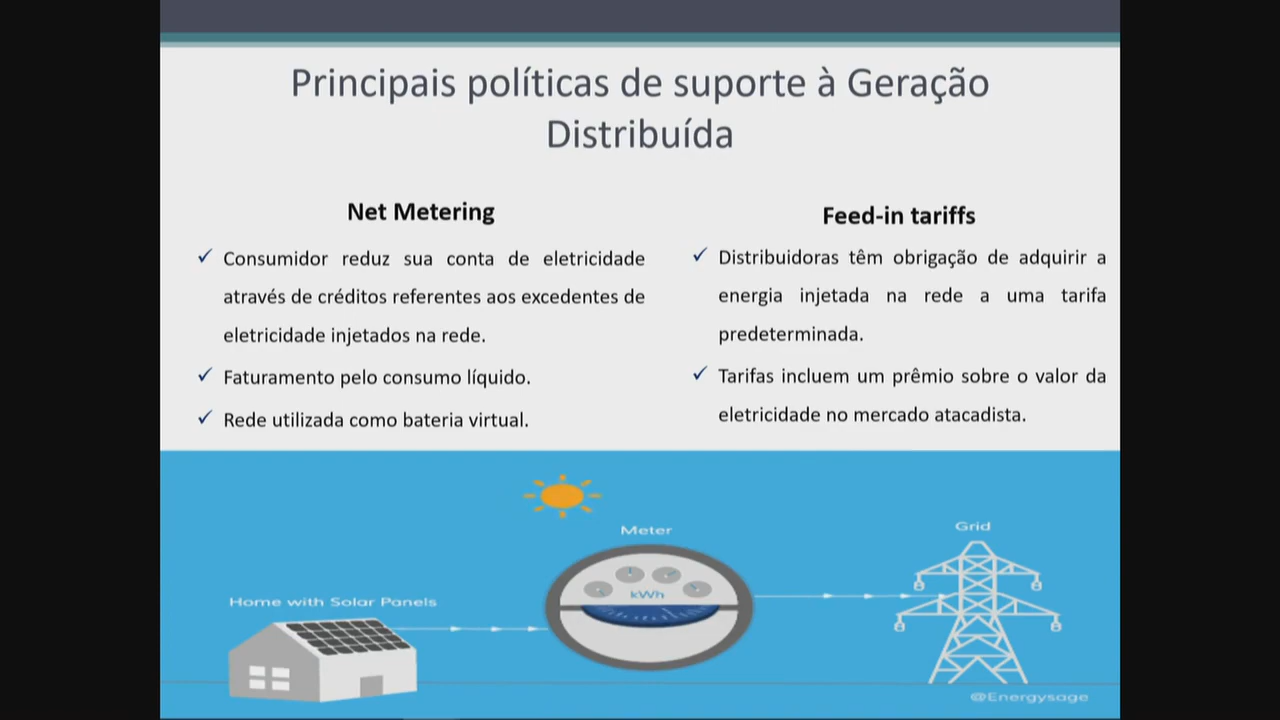 Principais políticas de suporte à Geração
Distribuída
Net Metering
Consumidor reduz sua conta de eletricidade
através de créditos referentes aos excedentes de
eletricidade injetados na rede.
Faturamento pelo consumo líquido.
Rede utilizada como bateria virtual.
Feed-in tariffs
Distribuidoras têm obrigação de adquirir a
energia injetada na rede a uma tarifa
predeterminada.
Tarifas incluem um prêmio sobre o valor da
eletricidade no mercado atacadista.
Home with Solar Panels
Meter
kWh
Grid
@Energysage